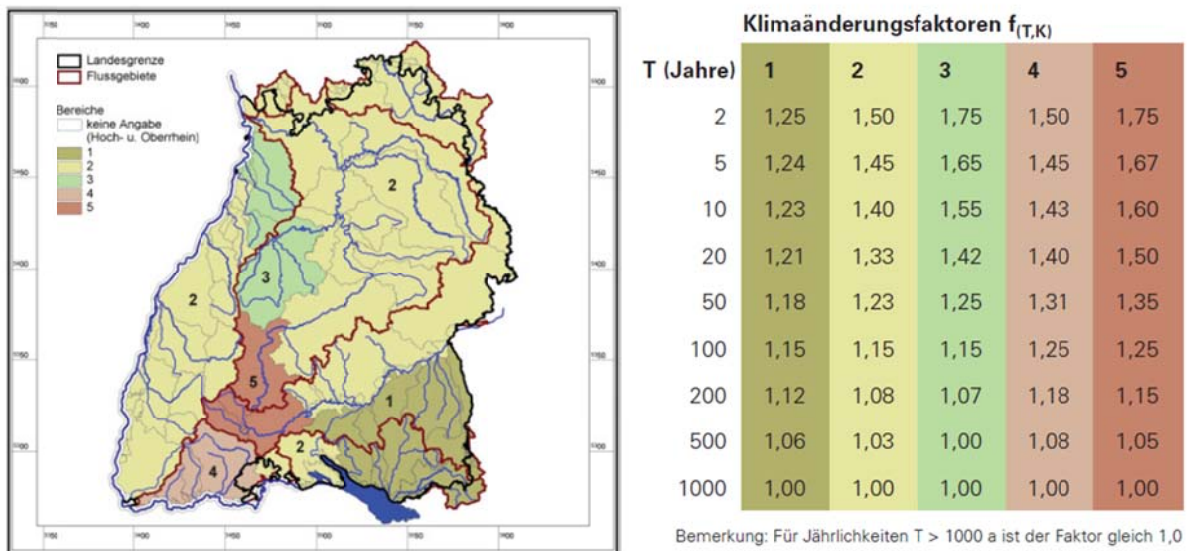 Landesgrenze
Flussgebiete
Bereiche
keine Angabe
(Hoch- u. Oberrhein)
1
2
3
4
5
2
2
3
5
1
2
4
Klimaänderungsfaktoren f(T,K)
T (Jahre) 1 2 3 4 5
2 1,25 1,50 1,75 1,50 1,75
5 1,24 1,45 1,65 1,45 1,67
10 1,23 1,40 1,55 1,43 1,60
20 1,21 1,33 1,42 1,40 1,50
50 1,18 1,23 1,25 1,31 1,35
100 1,15 1,15 1,15 1,25 1,25
200 1,12 1,08 1,07 1,18 1,15
500 1,06 1,03 1,00 1,08 1,05
1000 1,00 1,00 1,00 1,00 1,00
Bemerkung: Für Jährlichkeiten T > 1000 a ist der Faktor gleich 1,0